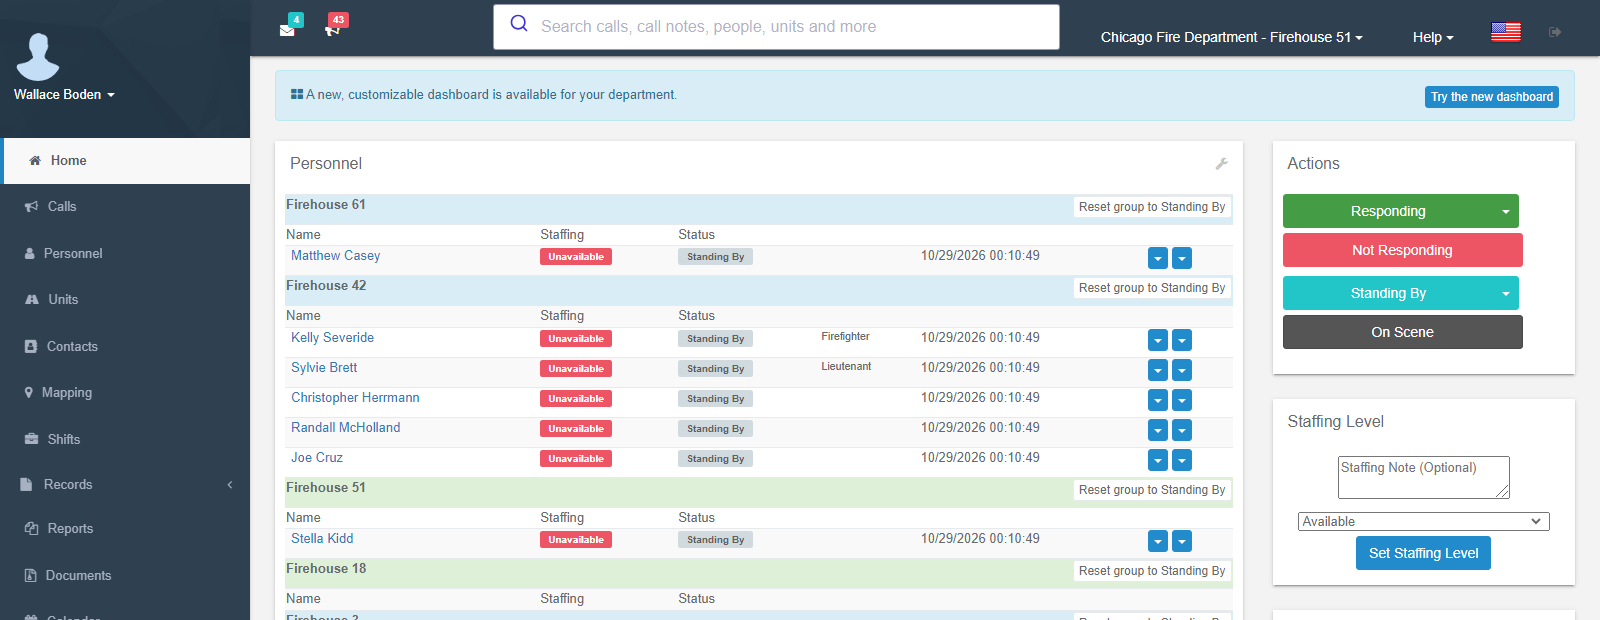 4
43
Search calls, call notes, people, units and more
Chicago Fire Department - Firehouse 51
Help
Wallace Boden
Home
Calls
Personnel
Units
Contacts
Mapping
Shifts
Records
Reports
Documents
Calendar
A new, customizable dashboard is available for your department.
Try the new dashboard
Personnel
Firehouse 61
Reset group to Standing By
Name Staffing Status
Matthew Casey Unavailable Standing By 10/29/2026 00:10:49
Firehouse 42
Reset group to Standing By
Name Staffing Status
Kelly Severide Unavailable Standing By Firefighter 10/29/2026 00:10:49
Sylvie Brett Unavailable Standing By Lieutenant 10/29/2026 00:10:49
Christopher Herrmann Unavailable Standing By 10/29/2026 00:10:49
Randall McHolland Unavailable Standing By 10/29/2026 00:10:49
Joe Cruz Unavailable Standing By 10/29/2026 00:10:49
Firehouse 51
Reset group to Standing By
Name Staffing Status
Stella Kidd Unavailable Standing By 10/29/2026 00:10:49
Firehouse 18
Reset group to Standing By
Name Staffing Status
Firehouse
Reset group to Standing By
Actions
Responding
Not Responding
Standing By
On Scene
Staffing Level
Staffing Note (Optional)
Available
Set Staffing Level